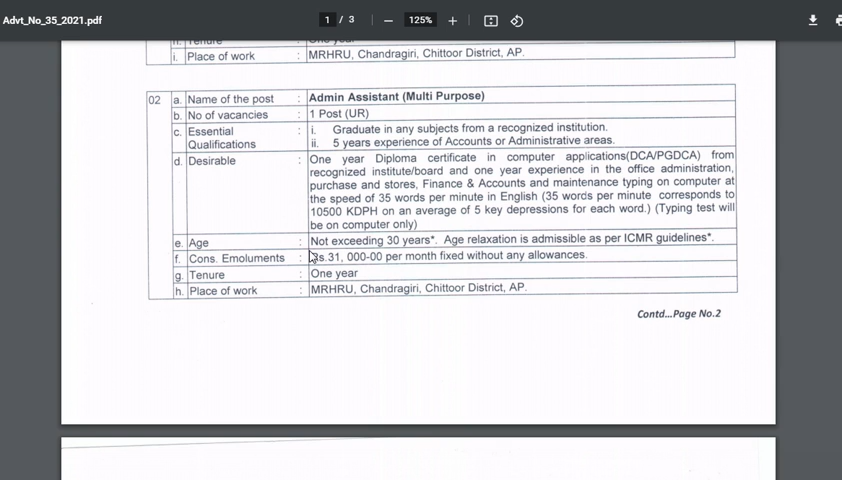 Advt_No_35_2021.pdf
1 / 3
125%
h. Tenure : One year
i. Place of work : MRHRU, Chandragiri, Chittoor District, AP.
02 a. Name of the post : Admin Assistant (Multi Purpose)
b. No of vacancies : 1 Post (UR)
c. Essential Qualifications : i. Graduate in any subjects from a recognized institution.
ii. 5 years experience of Accounts or Administrative areas.
d. Desirable : One year Diploma certificate in computer applications(DCA/PGDCA) from
recognized institute/board and one year experience in the office administration,
purchase and stores, Finance & Accounts and maintenance typing on computer at
the speed of 35 words per minute in English (35 words per minute corresponds to
10500 KDPH on an average of 5 key depressions for each word.) (Typing test will
be on computer only)
e. Age : Not exceeding 30 years*. Age relaxation is admissible as per ICMR guidelines*.
f. Cons. Emoluments : Rs.31, 000-00 per month fixed without any allowances.
g. Tenure : One year
h. Place of work : MRHRU, Chandragiri, Chittoor District, AP.
Contd...Page No.2